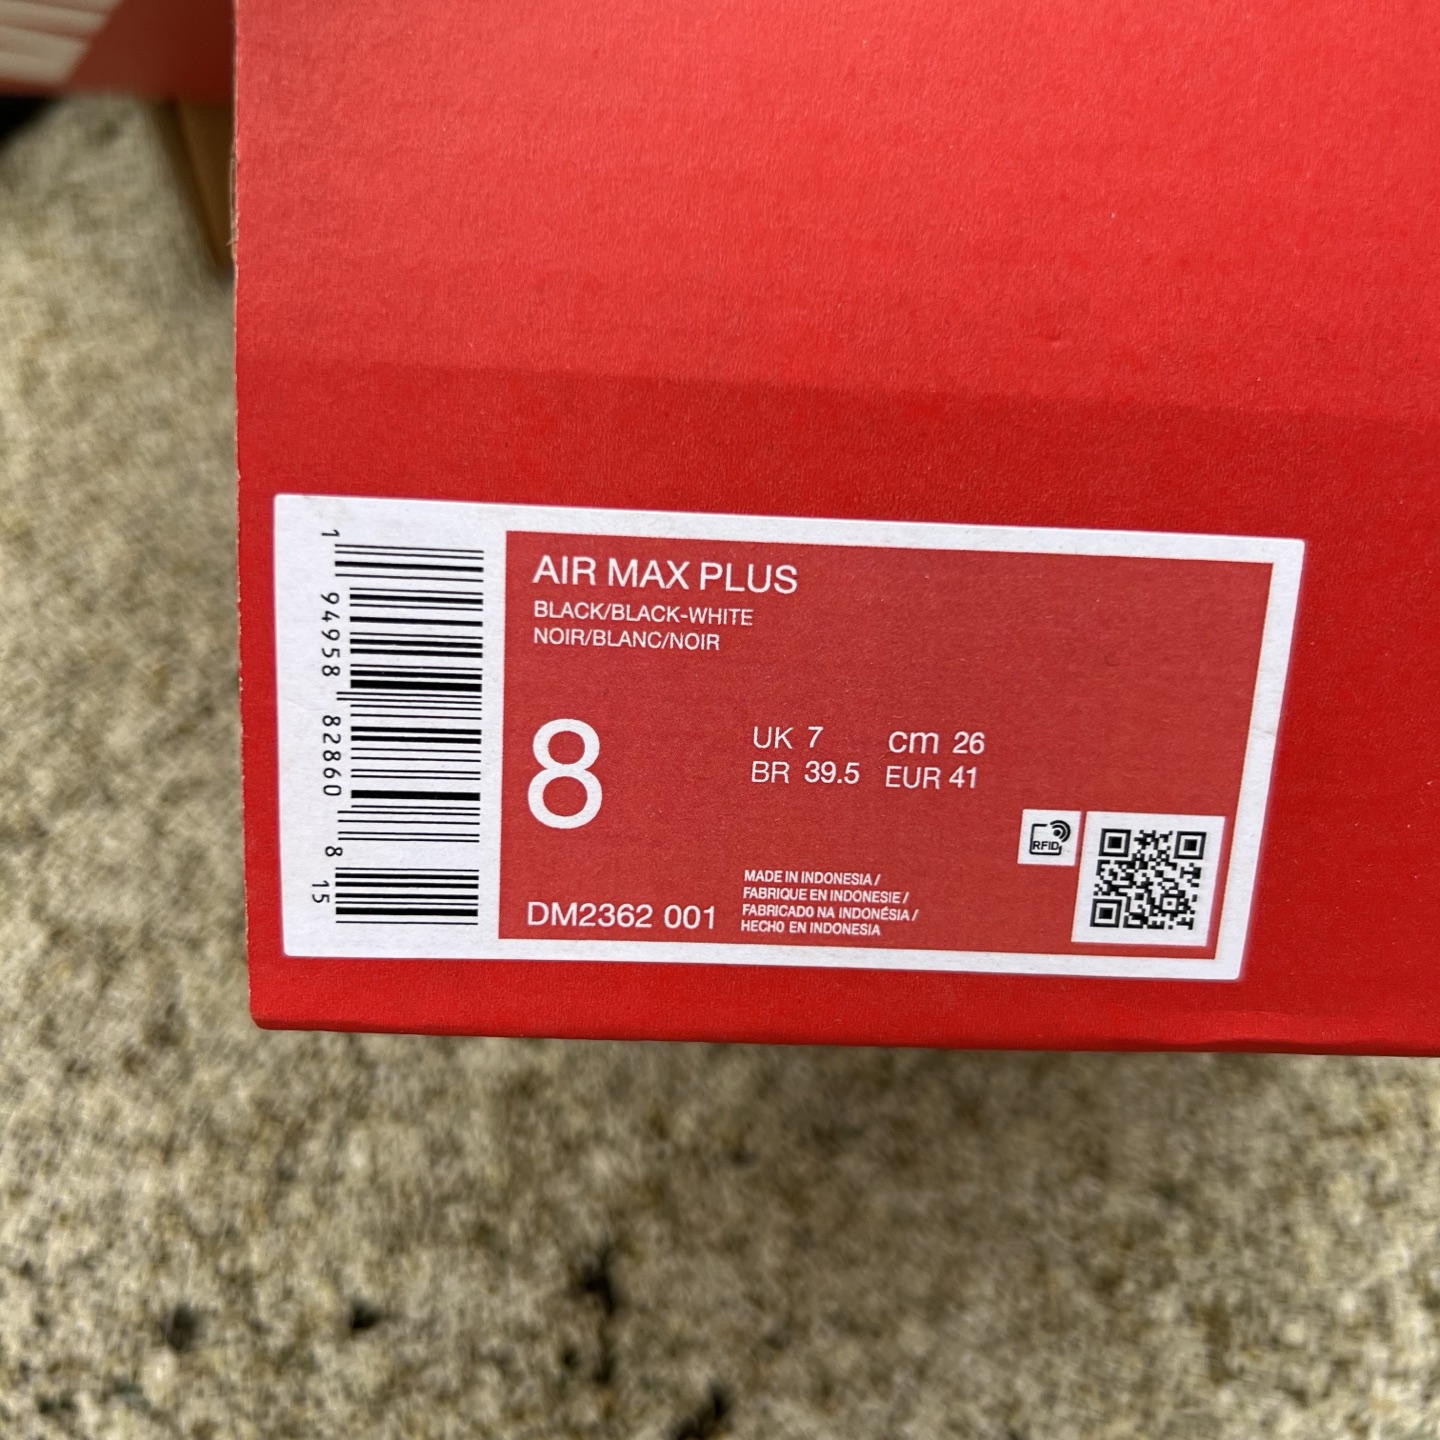 1 94958 82860 8 15
AIR MAX PLUS
BLACK/BLACK-WHITE
NOIR/BLANC/NOIR
8
UK 7 cm 26
BR 39.5 EUR 41
DM2362 001
MADE IN INDONESIA /
FABRIQUE EN INDONESIE /
FABRICADO NA INDONÉSIA /
HECHO EN INDONESIA
RFID